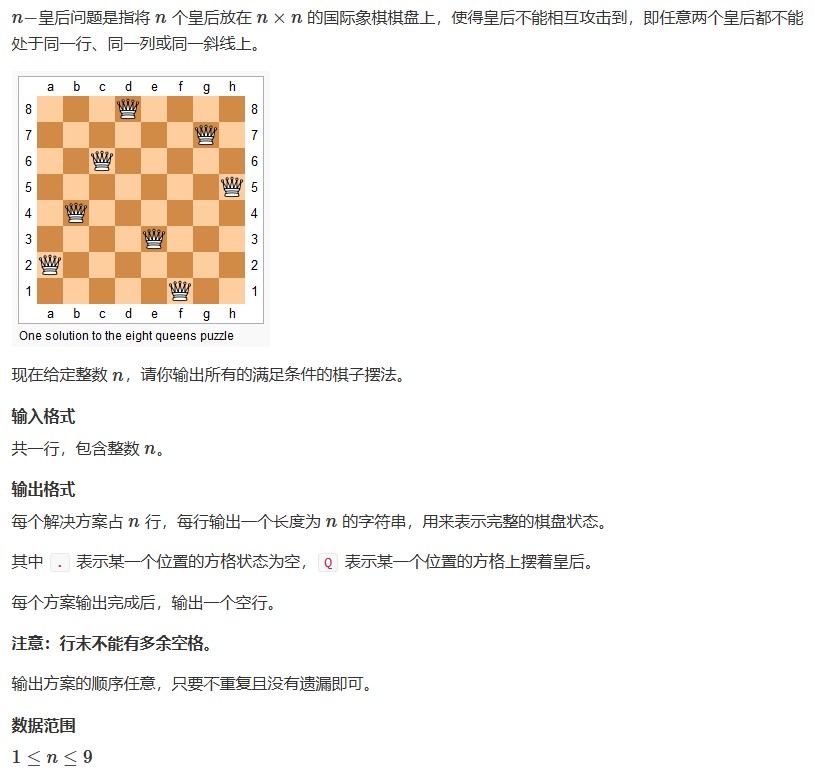 n−皇后问题是指将 n 个皇后放在 n × n 的国际象棋棋盘上，使得皇后不能相互攻击到，即任意两个皇后都不能
处于同一行、同一列或同一斜线上。
a b c d e f g h
8 8
7 7
6 6
5 5
4 4
3 3
2 2
1 1
a b c d e f g h
One solution to the eight queens puzzle
现在给定整数 n，请你输出所有的满足条件的棋子摆法。
输入格式
共一行，包含整数 n。
输出格式
每个解决方案占 n 行，每行输出一个长度为 n 的字符串，用来表示完整的棋盘状态。
其中 . 表示某一个位置的方格状态为空， Q 表示某一个位置的方格上摆着皇后。
每个方案输出完成后，输出一个空行。
注意：行末不能有多余空格。
输出方案的顺序任意，只要不重复且没有遗漏即可。
数据范围
1 ≤ n ≤ 9